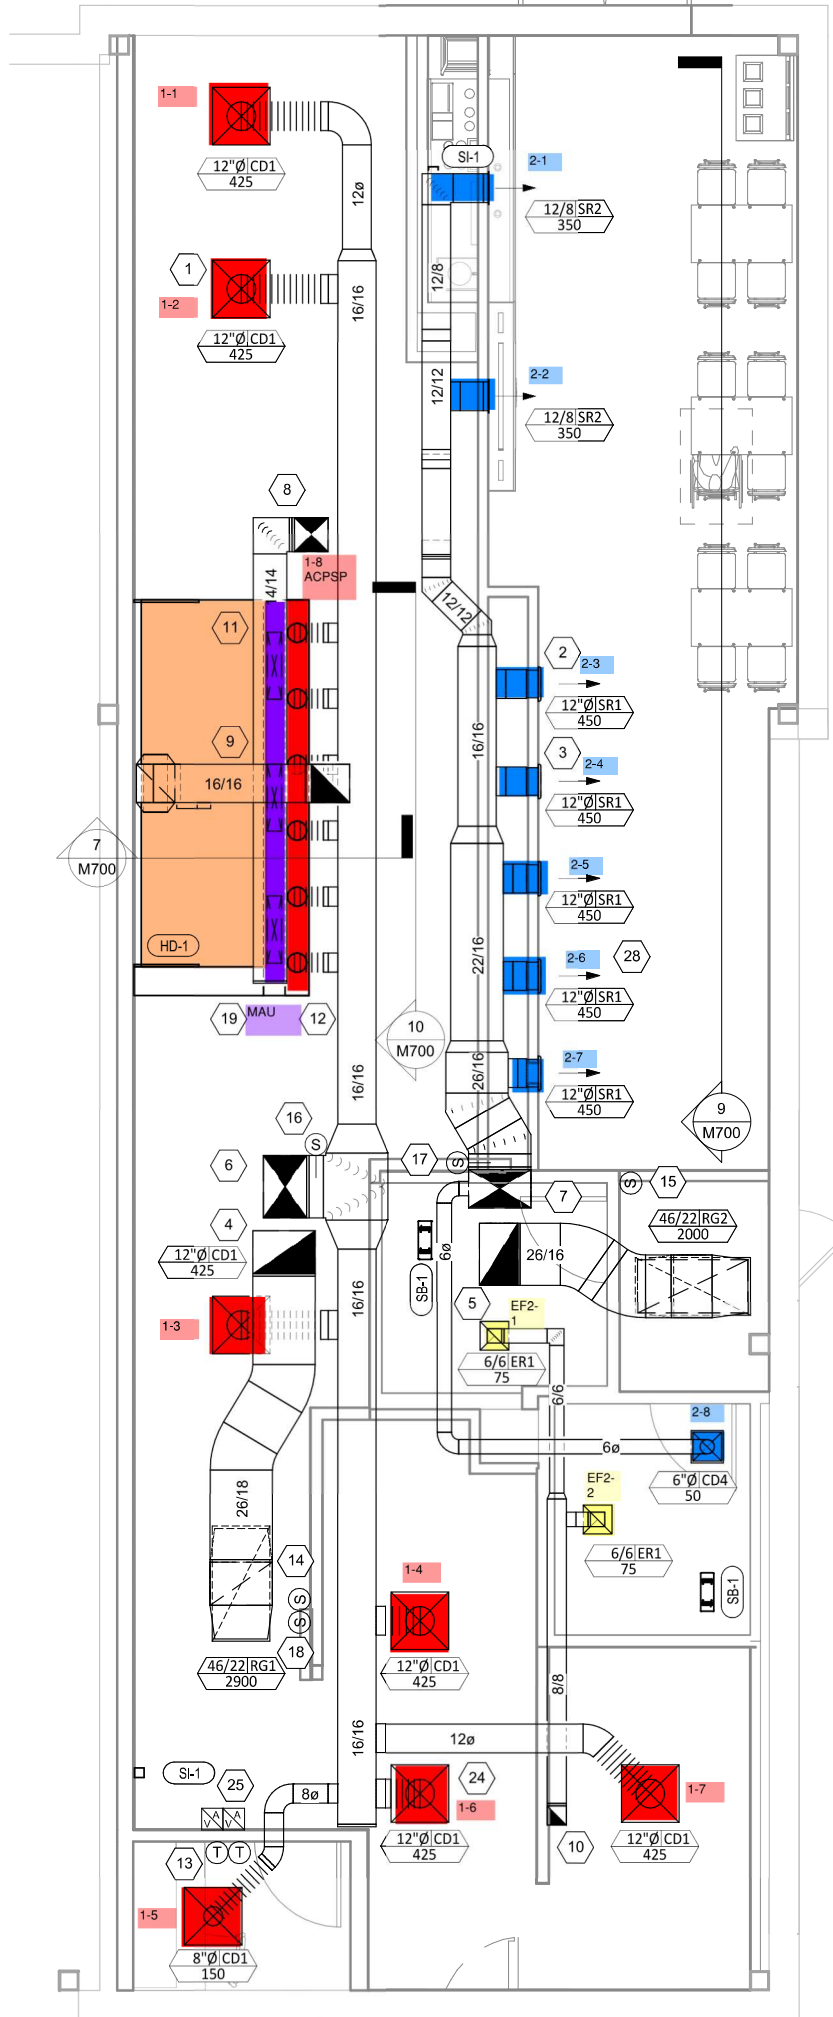 1-1
12"Ø CD1
425
12ø
SI-1
2-1
12/8 SR2
350
1
1-2
12"Ø CD1
425
16/16
12/8
12/12
2-2
12/8 SR2
350
8
1-8
ACPSP
14/14
12/12
11
2
2-3
12"Ø SR1
450
9
16/16
16/16
3
2-4
12"Ø SR1
450
7
M700
2-5
12"Ø SR1
450
HD-1
22/16
2-6
28
12"Ø SR1
450
19
MAU
12
10
M700
16/16
26/16
2-7
12"Ø SR1
450
9
M700
16
S
6
17
S
7
S
15
4
12"Ø CD1
425
46/22 RG2
2000
6ø
26/16
SB-1
16/16
5
EF2-
1
1-3
6/6 ER1
75
6/6
2-8
6ø
6"Ø CD4
50
26/18
EF2-
2
14
6/6 ER1
75
S
S
18
1-4
SB-1
46/22 RG1
2900
12"Ø CD1
425
8/8
16/16
12ø
SI-1
25
8ø
24
1-6
1-7
V A
V A
12"Ø CD1
425
10
12"Ø CD1
425
13
T
T
1-5
8"Ø CD1
150